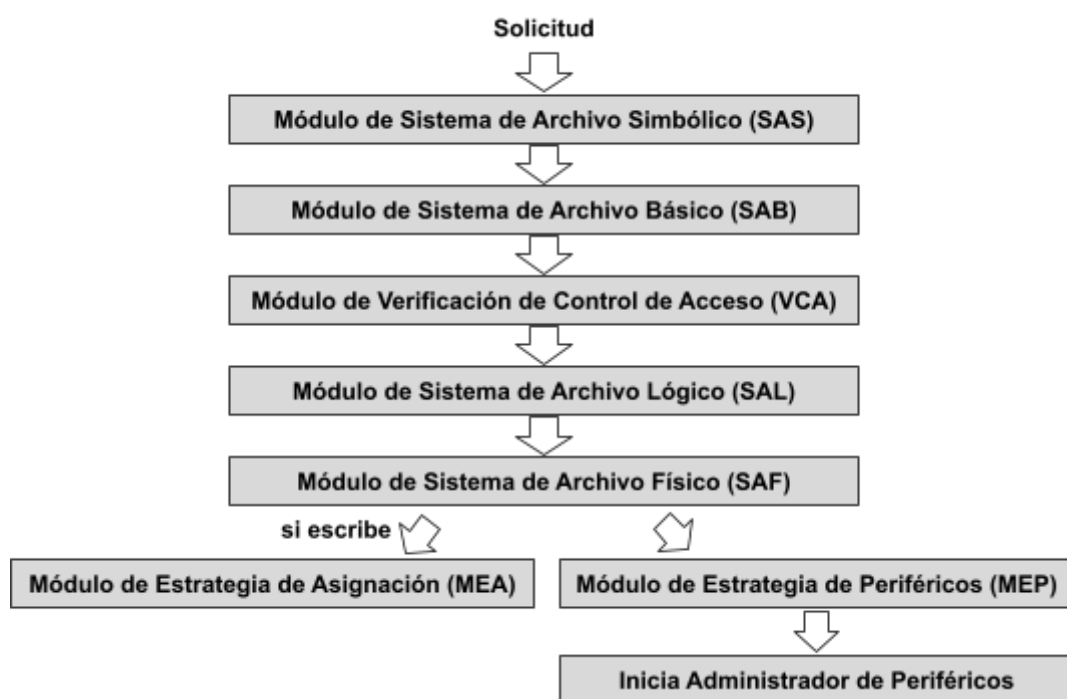 Solicitud
Módulo de Sistema de Archivo Simbólico (SAS)
Módulo de Sistema de Archivo Básico (SAB)
Módulo de Verificación de Control de Acceso (VCA)
Módulo de Sistema de Archivo Lógico (SAL)
Módulo de Sistema de Archivo Físico (SAF)
si escribe
Módulo de Estrategia de Asignación (MEA)
Módulo de Estrategia de Periféricos (MEP)
Inicia Administrador de Periféricos